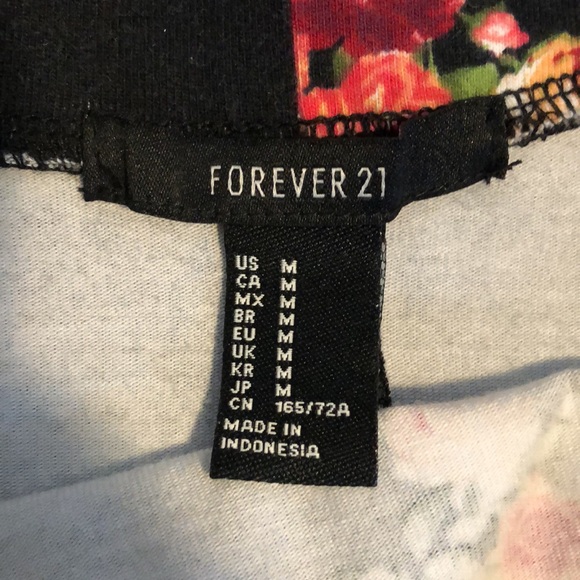 FOREVER 21
US M
CA M
MX M
BR M
EU M
UK M
KR M
JP M
CN 165/72A
MADE IN
INDONESIA